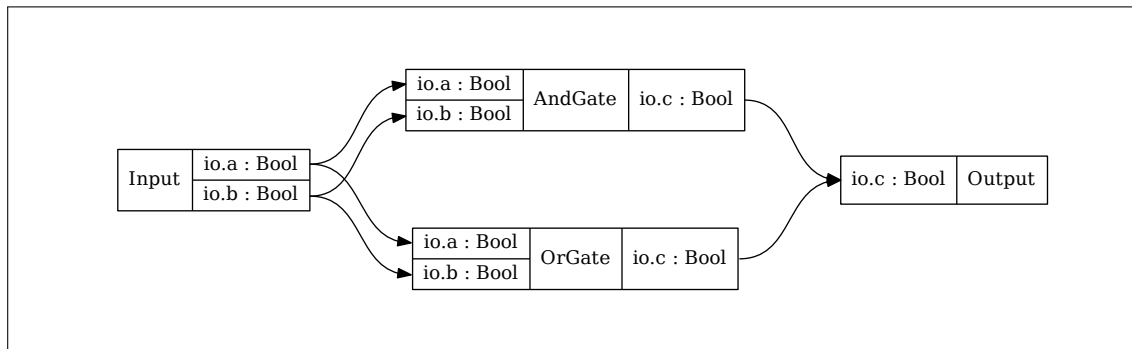 Input
io.a : Bool
io.b : Bool
io.a : Bool
io.b : Bool
AndGate
io.c : Bool
io.a : Bool
io.b : Bool
OrGate
io.c : Bool
io.c : Bool
Output